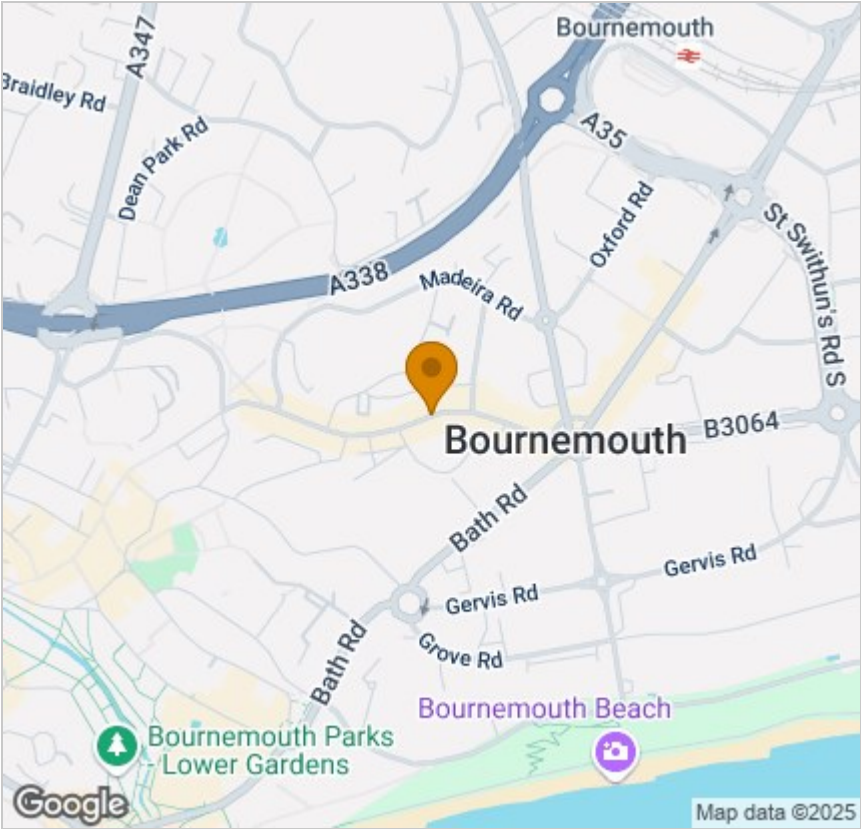 Bournemouth
A347
Braidley Rd
A35
Dean Park Rd
Oxford Rd
St Swithun's Rd S
A338
Madeira Rd
Bournemouth
B3064
Bath Rd
Gervis Rd
Gervis Rd
Grove Rd
Bath Rd
Bournemouth Beach
Bournemouth Parks
- Lower Gardens
Google
Map data ©2025